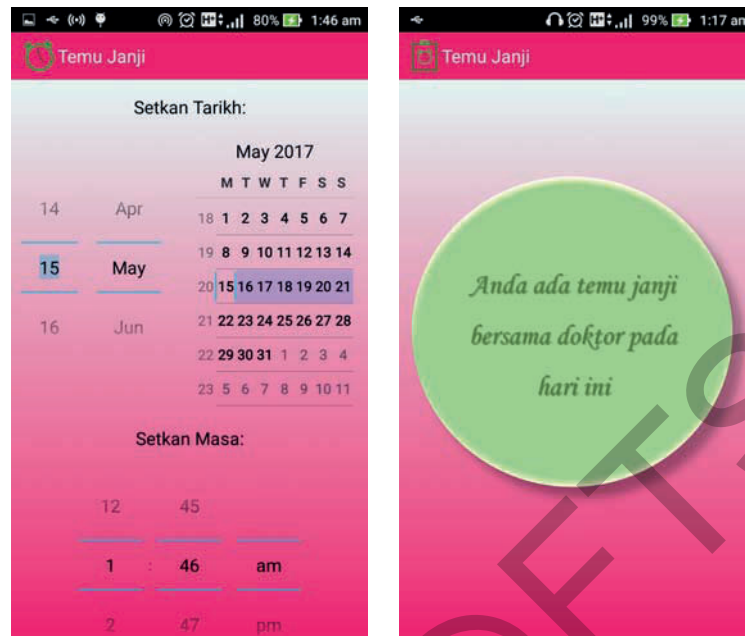 80% 1:46 am
Temu Janji
Setkan Tarikh:
May 2017
M T W T F S S
14 Apr
18 1 2 3 4 5 6 7
19 8 9 10 11 12 13 14
15 May
20 15 16 17 18 19 20 21
16 Jun
21 22 23 24 25 26 27 28
22 29 30 31 1 2 3 4
23 5 6 7 8 9 10 11
Setkan Masa:
12 45
1 : 46 am
2 47 pm
99% 1:17 am
Temu Janji
Anda ada temu janji
bersama doktor pada
hari ini